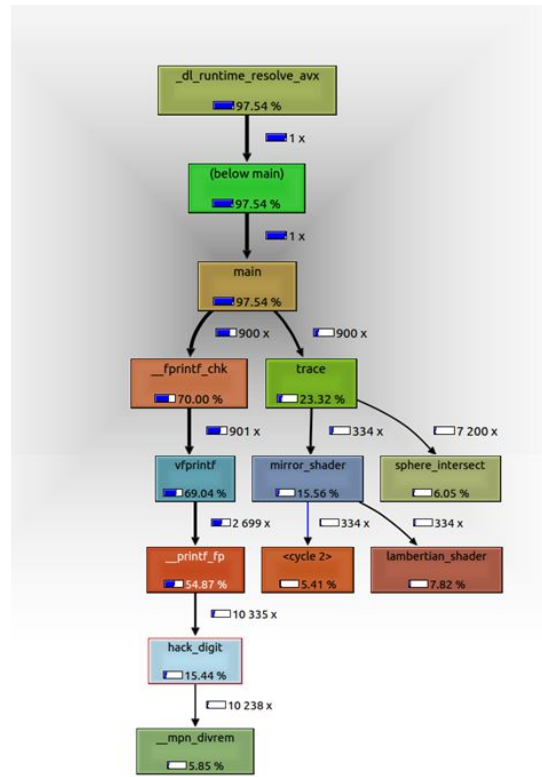 _dl_runtime_resolve_avx
97.54 %
1 x
(below main)
97.54 %
1 x
main
97.54 %
900 x
900 x
__fprintf_chk
70.00 %
trace
23.32 %
901 x
334 x
7 200 x
vfprintf
69.04 %
mirror_shader
15.56 %
sphere_intersect
6.05 %
2 699 x
334 x
334 x
__printf_fp
54.87 %
<cycle 2>
5.41 %
lambertian_shader
7.82 %
10 335 x
hack_digit
15.44 %
10 238 x
__mpn_divrem
5.85 %